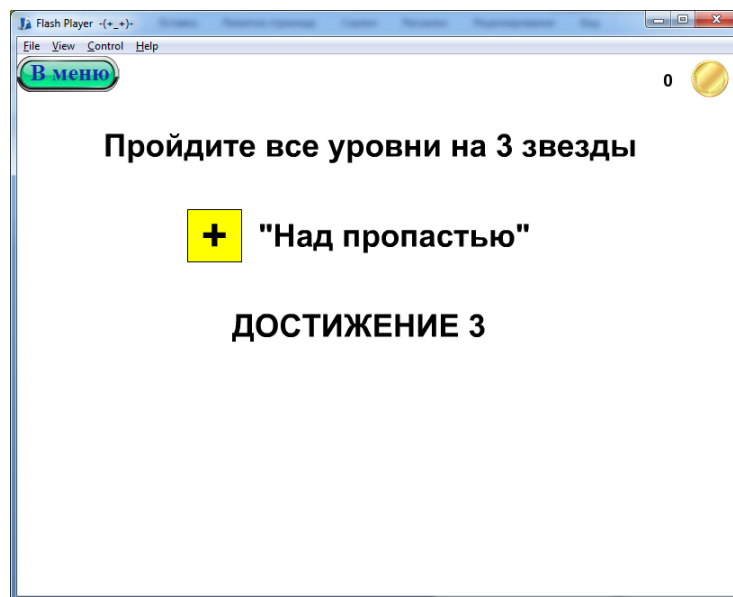 Flash Player -(+_+)-
File View Control Help
В меню
0
Пройдите все уровни на 3 звезды
+ "Над пропастью"
ДОСТИЖЕНИЕ 3